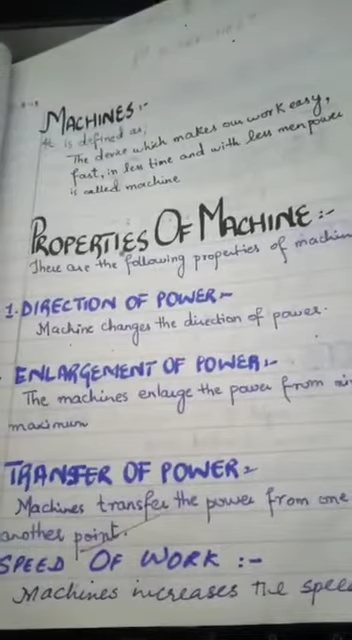 MACHINES:-
It is defined as,
The device which makes our work easy,
fast, in less time and with less menpower
is called machine
PROPERTIES OF MACHINE:-
There are the following properties of machin
1. DIRECTION OF POWER:-
Machine changes the direction of power.
ENLARGEMENT OF POWER:-
The machines enlarge the power from
maximum
TRANSFER OF POWER:-
Machines transfer the power from one
another point.
SPEED OF WORK :-
Machines increases the spee